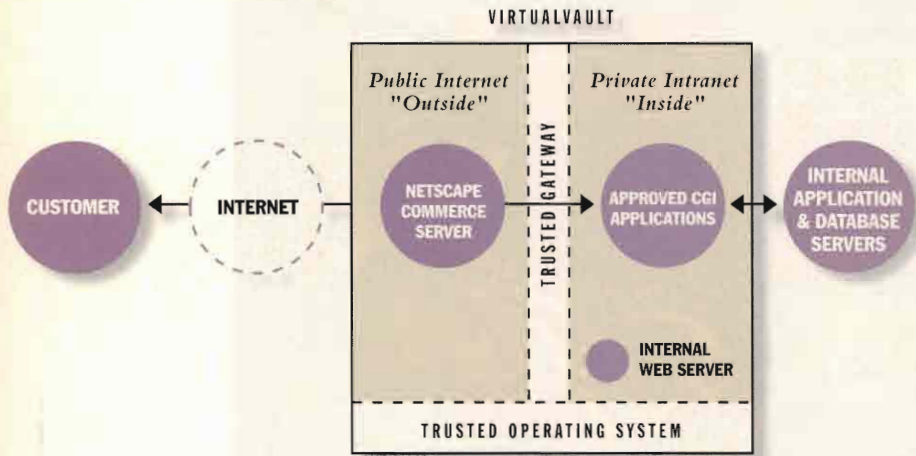 VIRTUALVAULT
Public Internet
"Outside"
Private Intranet
"Inside"
CUSTOMER
INTERNET
NETSCAPE
COMMERCE
SERVER
TRUSTED GATEWAY
APPROVED CGI
APPLICATIONS
INTERNAL
APPLICATION
& DATABASE
SERVERS
INTERNAL
WEB SERVER
TRUSTED OPERATING SYSTEM